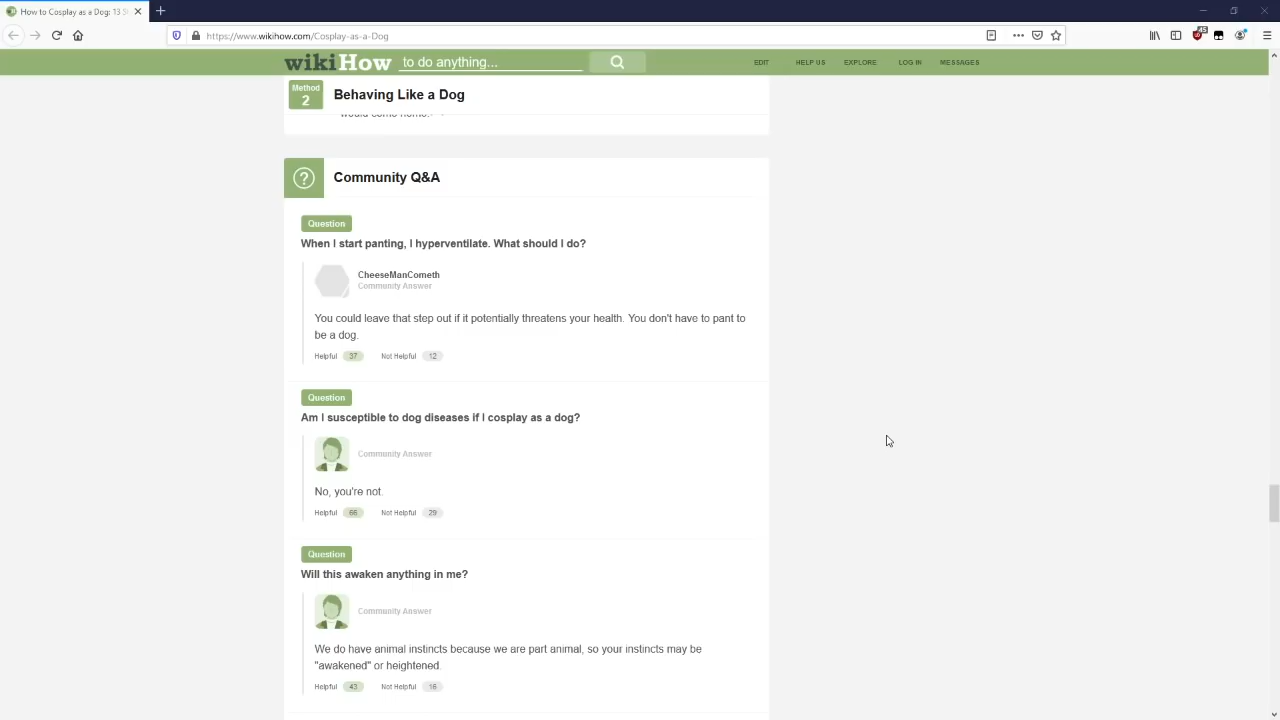 How to Cosplay as a Dog: 13 St
https://www.wikihow.com/Cosplay-as-a-Dog
wikiHow to do anything... EDIT HELP US EXPLORE LOG IN MESSAGES
Method
2
Behaving Like a Dog
would come home.
Community Q&A
Question
When I start panting, I hyperventilate. What should I do?
CheeseManCometh
Community Answer
You could leave that step out if it potentially threatens your health. You don't have to pant to
be a dog.
Helpful 37 Not Helpful 12
Question
Am I susceptible to dog diseases if I cosplay as a dog?
Community Answer
No, you're not.
Helpful 66 Not Helpful 29
Question
Will this awaken anything in me?
Community Answer
We do have animal instincts because we are part animal, so your instincts may be
"awakened" or heightened.
Helpful 43 Not Helpful 16